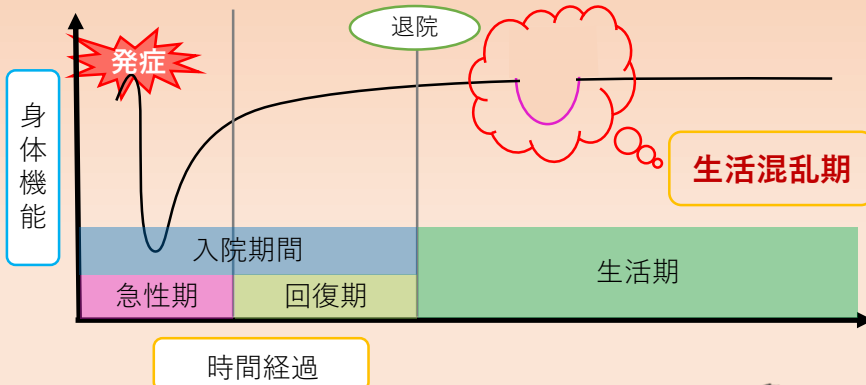 退院
発症
身体機能
生活混乱期
入院期間
生活期
急性期
回復期
時間経過